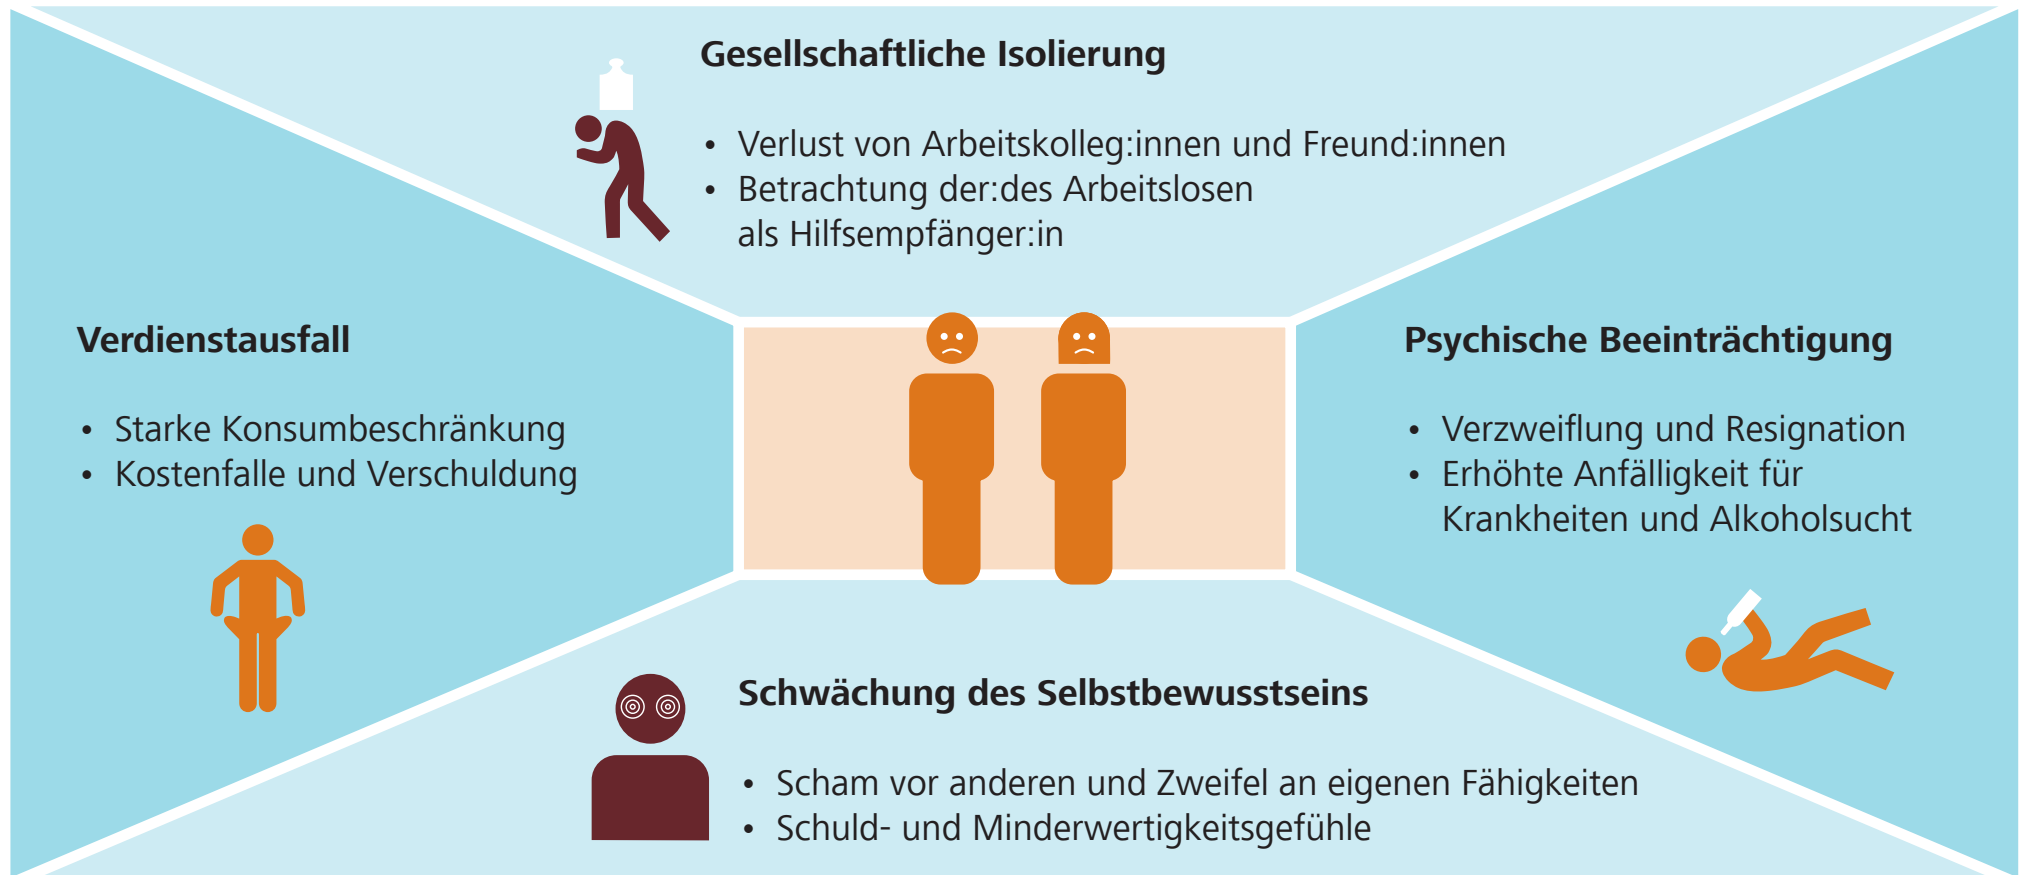 Gesellschaftliche Isolierung
• Verlust von Arbeitskolleg:innen und Freund:innen
• Betrachtung der:des Arbeitslosen
als Hilfsempfänger:in
Verdienstausfall
• Starke Konsumbeschränkung
• Kostenfalle und Verschuldung
Psychische Beeinträchtigung
• Verzweiflung und Resignation
• Erhöhte Anfälligkeit für
Krankheiten und Alkoholsucht
Schwächung des Selbstbewusstseins
• Scham vor anderen und Zweifel an eigenen Fähigkeiten
• Schuld- und Minderwertigkeitsgefühle